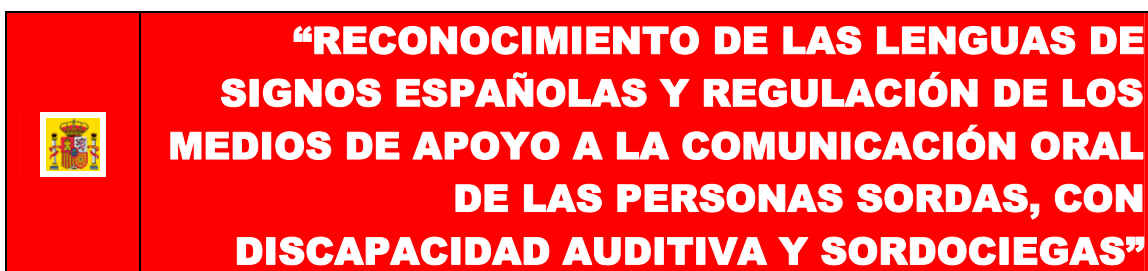 “RECONOCIMIENTO DE LAS LENGUAS DE
SIGNOS ESPAÑOLAS Y REGULACIÓN DE LOS
MEDIOS DE APOYO A LA COMUNICACIÓN ORAL
DE LAS PERSONAS SORDAS, CON
DISCAPACIDAD AUDITIVA Y SORDOCIEGAS”